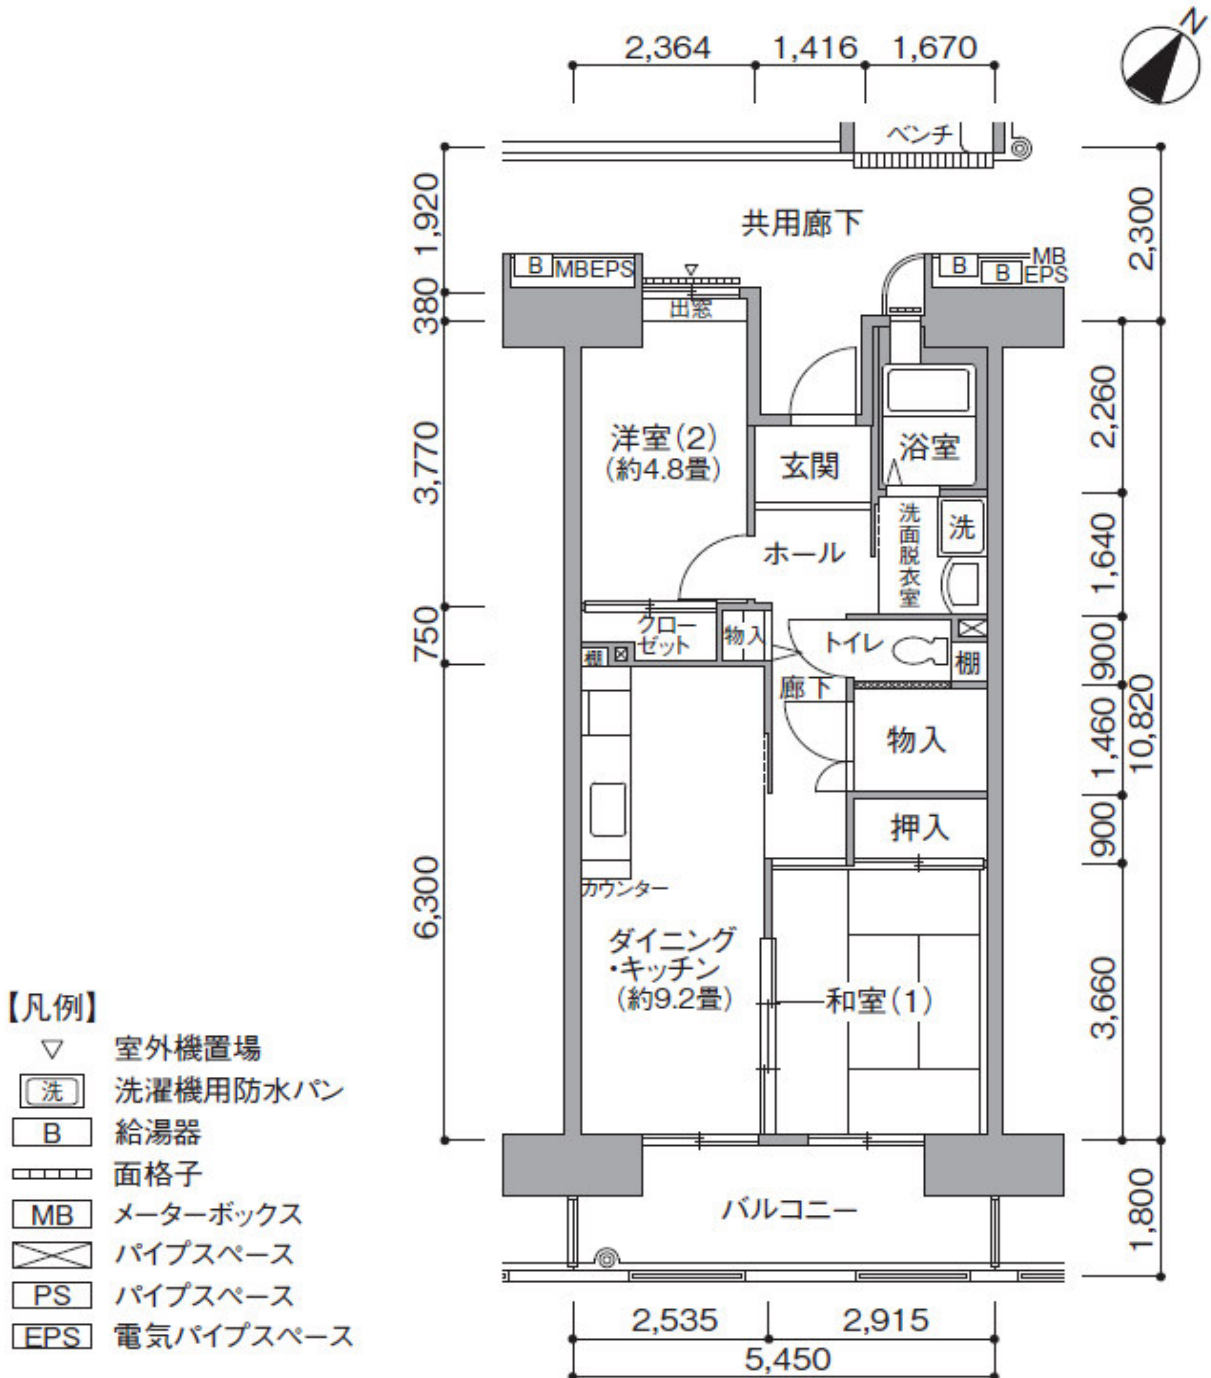 N
2,364
1,416
1,670
ベンチ
1,920
2,300
共用廊下
B
MBEPS
B
MB
B
EPS
380
出窓
洋室(2)
(約4.8畳)
玄関
浴室
2,260
3,770
ホール
洗面脱衣室
洗
1,640
750
クロー
ゼット
物入
トイレ
棚
棚
900
廊下
物入
1,460
10,820
押入
900
カウンター
6,300
ダイニング
・キッチン
(約9.2畳)
和室(1)
3,660
バルコニー
1,800
2,535
2,915
5,450
【凡例】
▽ 室外機置場
洗 洗濯機用防水パン
B 給湯器
面格子
MB メーターボックス
パイプスペース
PS パイプスペース
EPS 電気パイプスペース